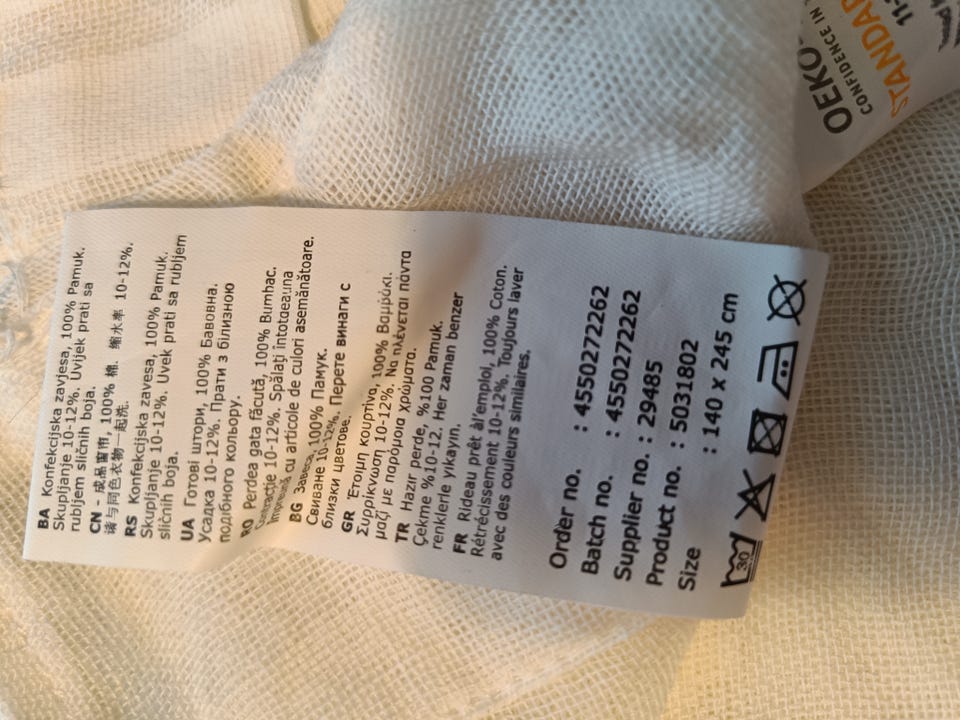 BA Konfekcijska zavjesa, 100% Pamuk.
Skupljanje 10-12%. Uvijek prati sa
rubljem sličnih boja.
CN - 成品窗帘, 100% 棉. 缩水率 10-12%.
请与同色衣物一起洗.
RS Konfekcijska zavesa, 100% Pamuk.
Skupljanje 10-12%. Uvek prati sa rubljem
sličnih boja.
UA Готові штори, 100% Бавовна.
Усадка 10-12%. Прати з білизною
подібного кольору.
RO Perdea gata făcută, 100% Bumbac.
Contracție 10-12%. Spălați întotdeauna
împreună cu articole de culori asemănătoare.
BG Завеса, 100% Памук.
Свиване 10-12%. Перете винаги с
близки цветове.
GR Έτοιμη κουρτίνα, 100% Βαμβάκι.
Συρρίκνωση 10-12%. Να πλένεται πάντα
μαζί με παρόμοια χρώματα.
TR Hazır perde, %100 Pamuk.
Çekme %10-12. Her zaman benzer
renklerle yıkayın.
FR Rideau prêt à l'emploi, 100% Coton.
Rétrécissement 10-12%. Toujours laver
avec des couleurs similaires.
Order no. : 4550272262
Batch no. : 4550272262
Supplier no. : 29485
Product no. : 5031802
Size : 140 x 245 cm
30
OEKO
CONFIDENCE IN
STANDAR
11-